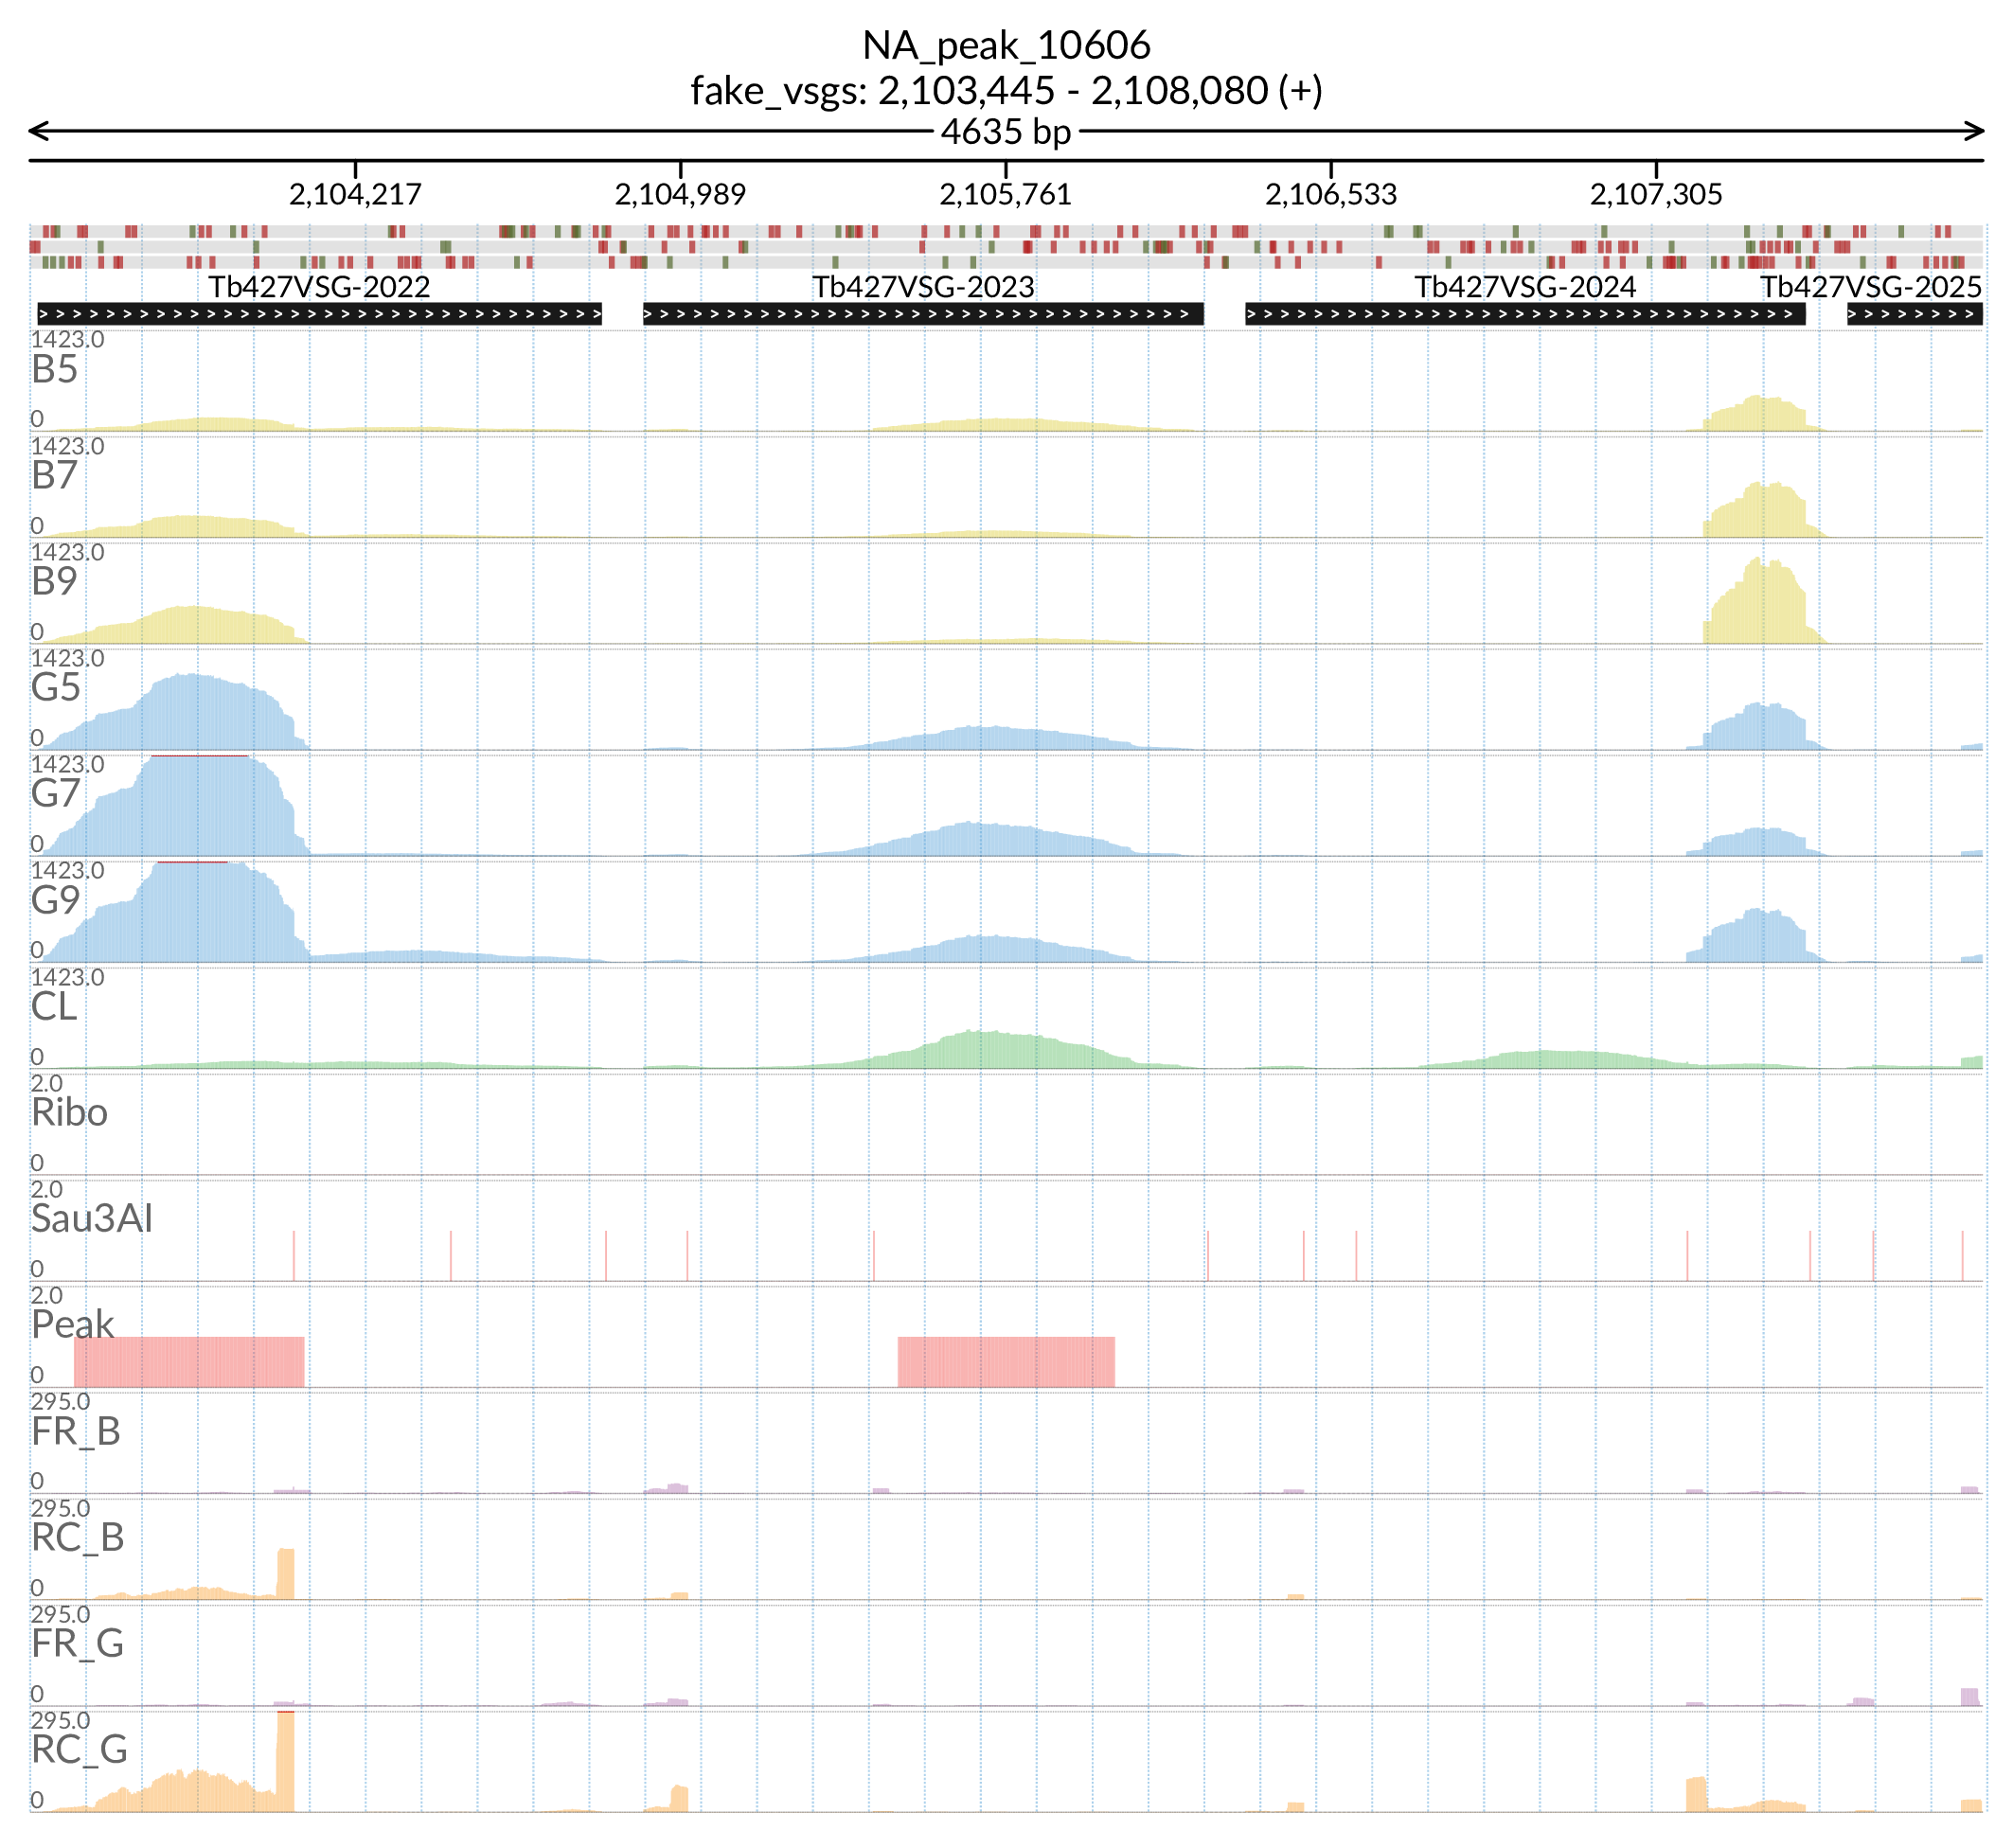 NA_peak_10606
fake_vsgs: 2,103,445 - 2,108,080 (+)
4635 bp
2,104,217 2,104,989 2,105,761 2,106,533 2,107,305
Tb427VSG-2022 Tb427VSG-2023 Tb427VSG-2024 Tb427VSG-2025
1423.0
B5
0
1423.0
B7
0
1423.0
B9
0
1423.0
G5
0
1423.0
G7
0
1423.0
G9
0
1423.0
CL
0
2.0
Ribo
0
2.0
Sau3AI
0
2.0
Peak
0
295.0
FR_B
0
295.0
RC_B
0
295.0
FR_G
0
295.0
RC_G
0